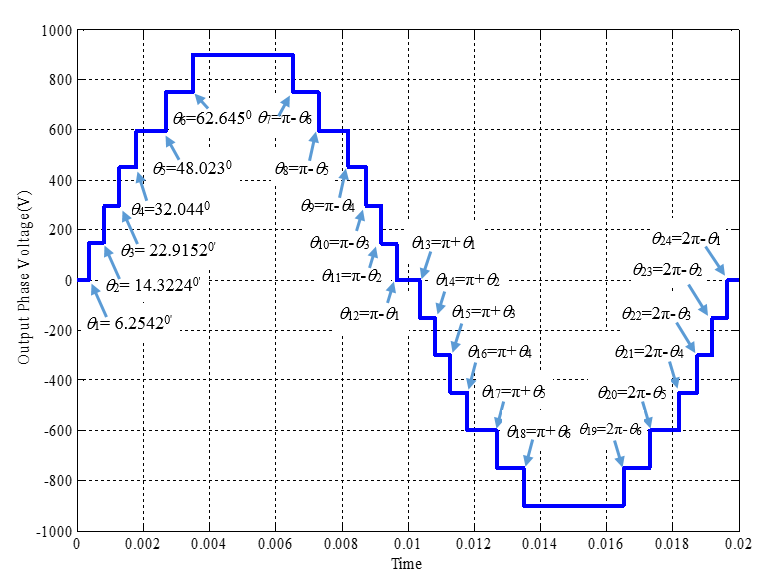 1000
800
600
400
200
0
-200
-400
-600
-800
-1000
Output Phase Voltage(V)
0 0.002 0.004 0.006 0.008 0.01 0.012 0.014 0.016 0.018 0.02
Time
θ6=62.645⁰ θ7=π-θ6
θ5=48.023⁰ θ8=π-θ5
θ4=32.044⁰ θ9=π-θ4
θ3= 22.9152⁰' θ10=π-θ3
θ2= 14.3224⁰' θ11=π-θ2
θ1= 6.2542⁰' θ12=π-θ1
θ13=π+θ1 θ24=2π-θ1
θ14=π+θ2 θ23=2π-θ2
θ15=π+θ3 θ22=2π-θ3
θ16=π+θ4 θ21=2π-θ4
θ17=π+θ5 θ20=2π-θ5
θ18=π+θ6 θ19=2π-θ6